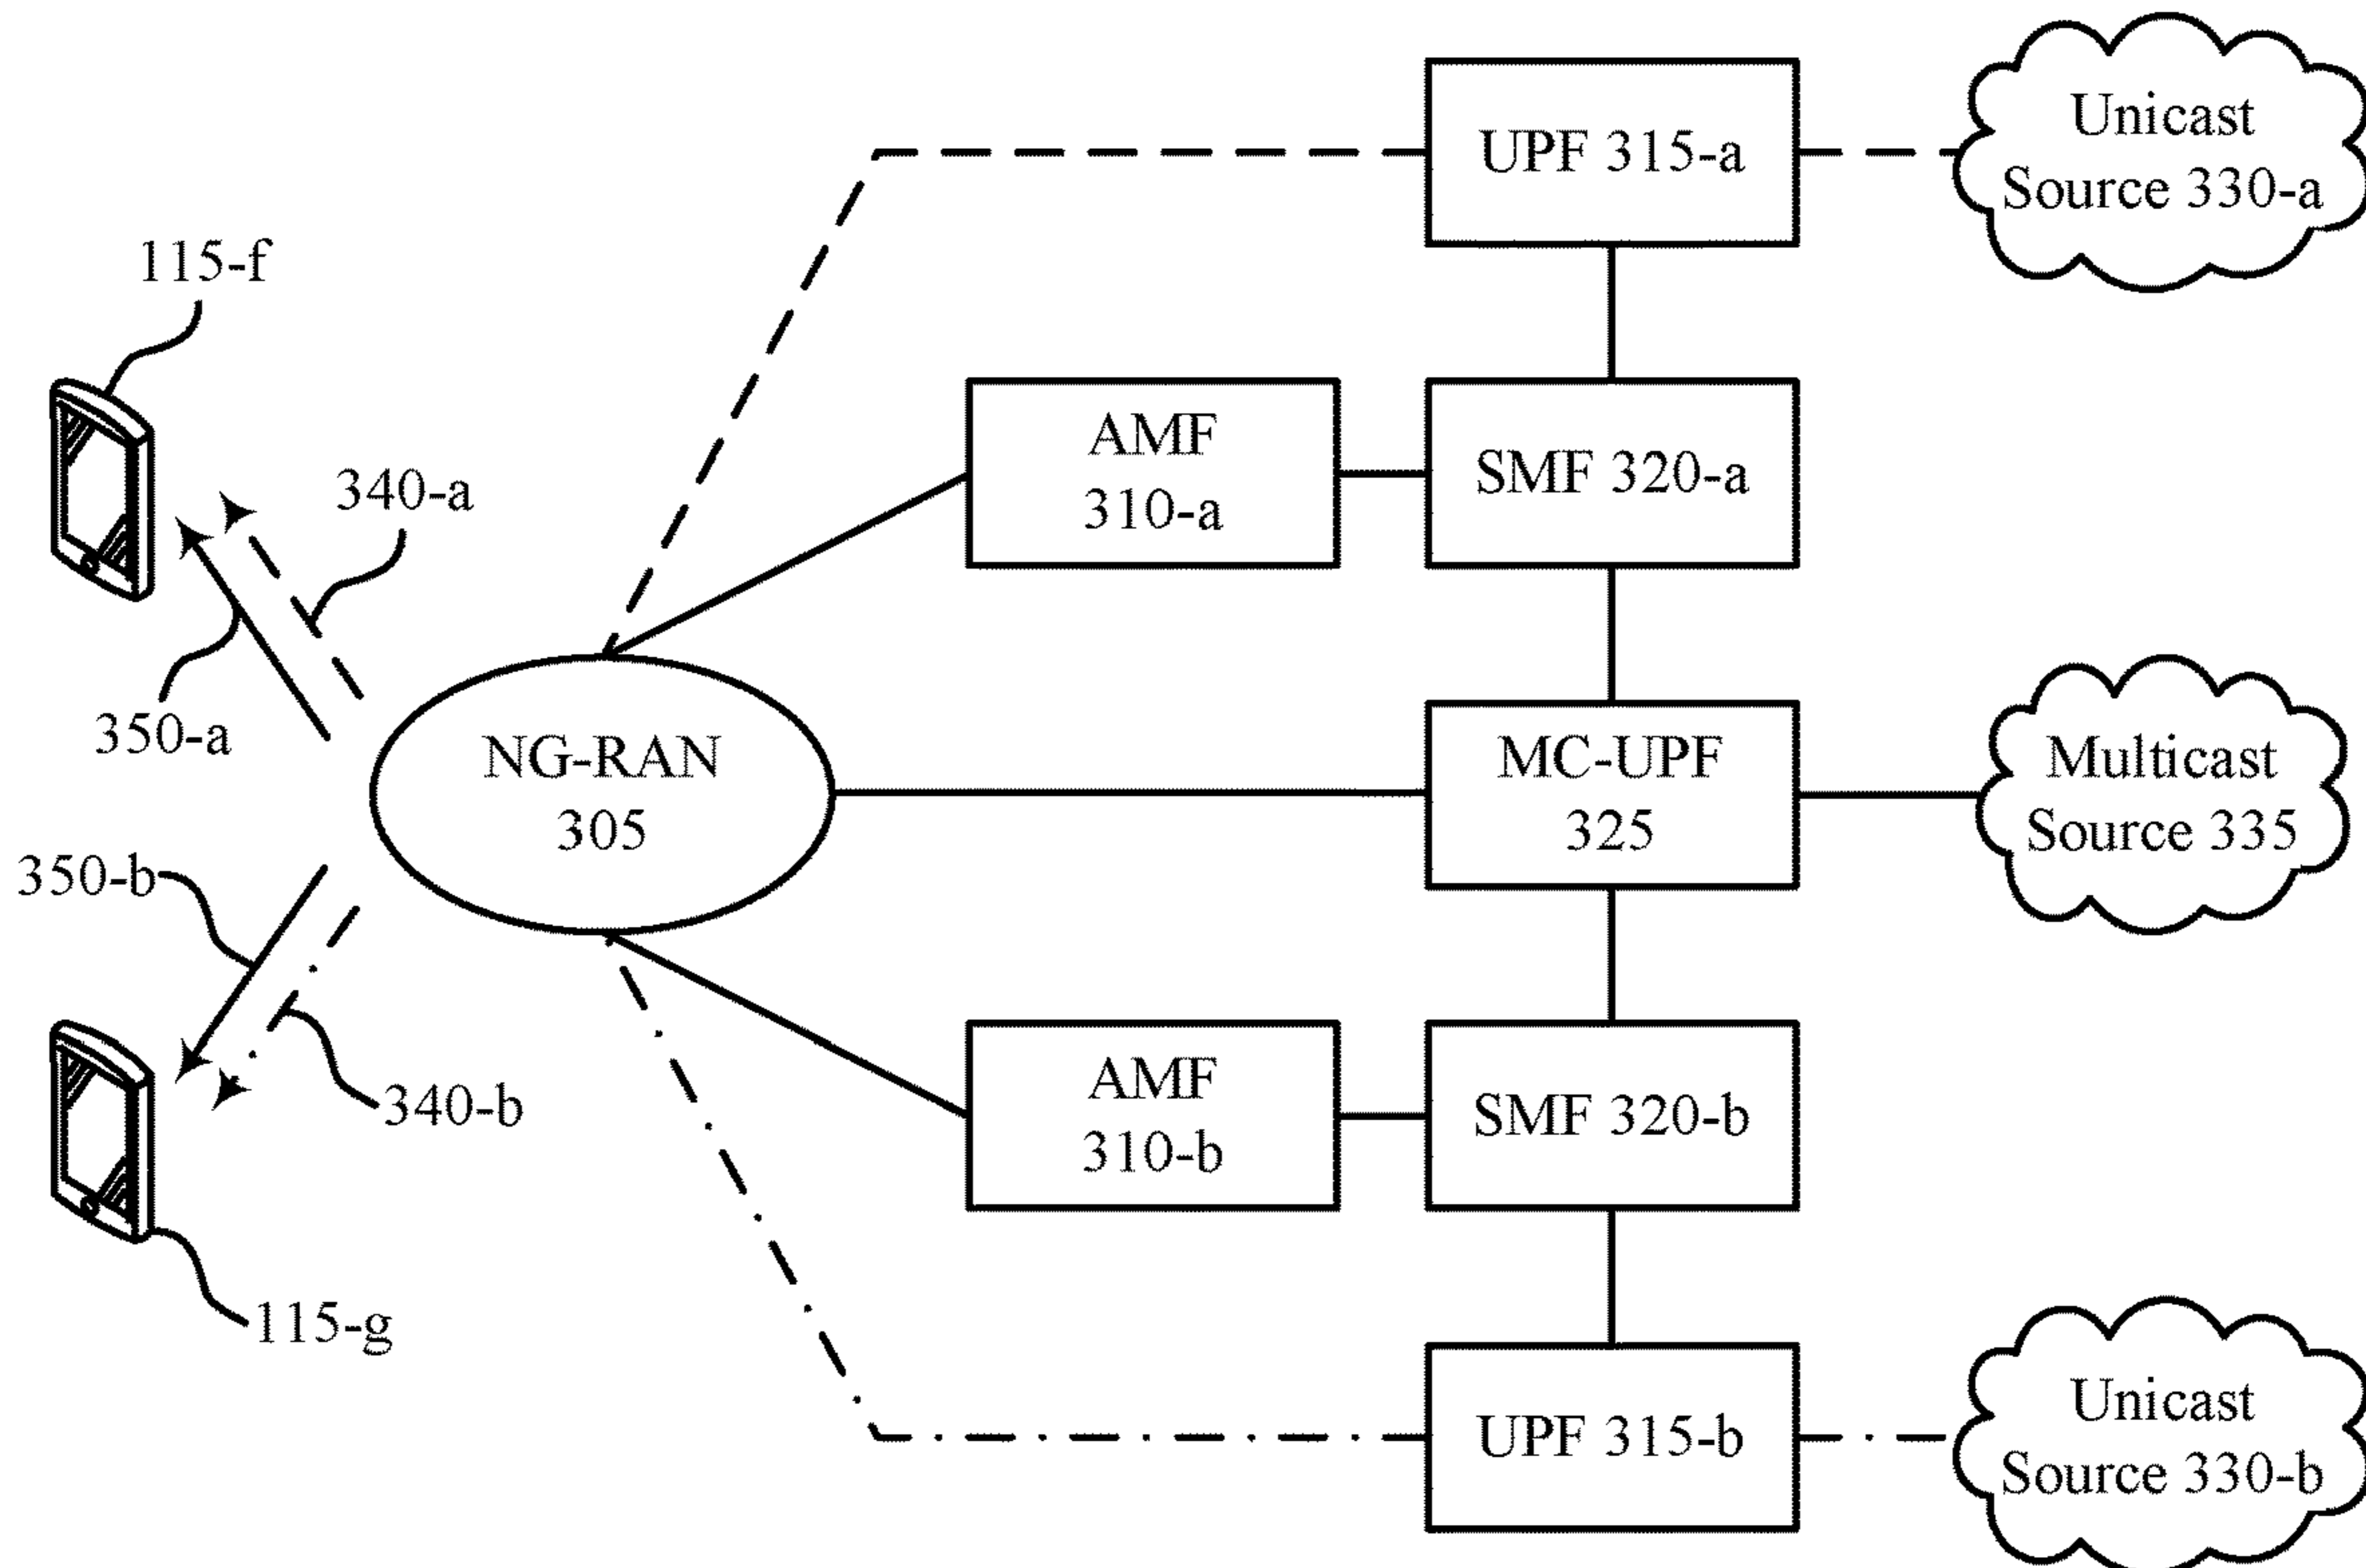 UPF 315-a
Unicast
Source 330-a
115-f
AMF
310-a
SMF 320-a
340-a
350-a
NG-RAN
305
MC-UPF
325
Multicast
Source 335
350-b
340-b
AMF
310-b
SMF 320-b
115-g
UPF 315-b
Unicast
Source 330-b